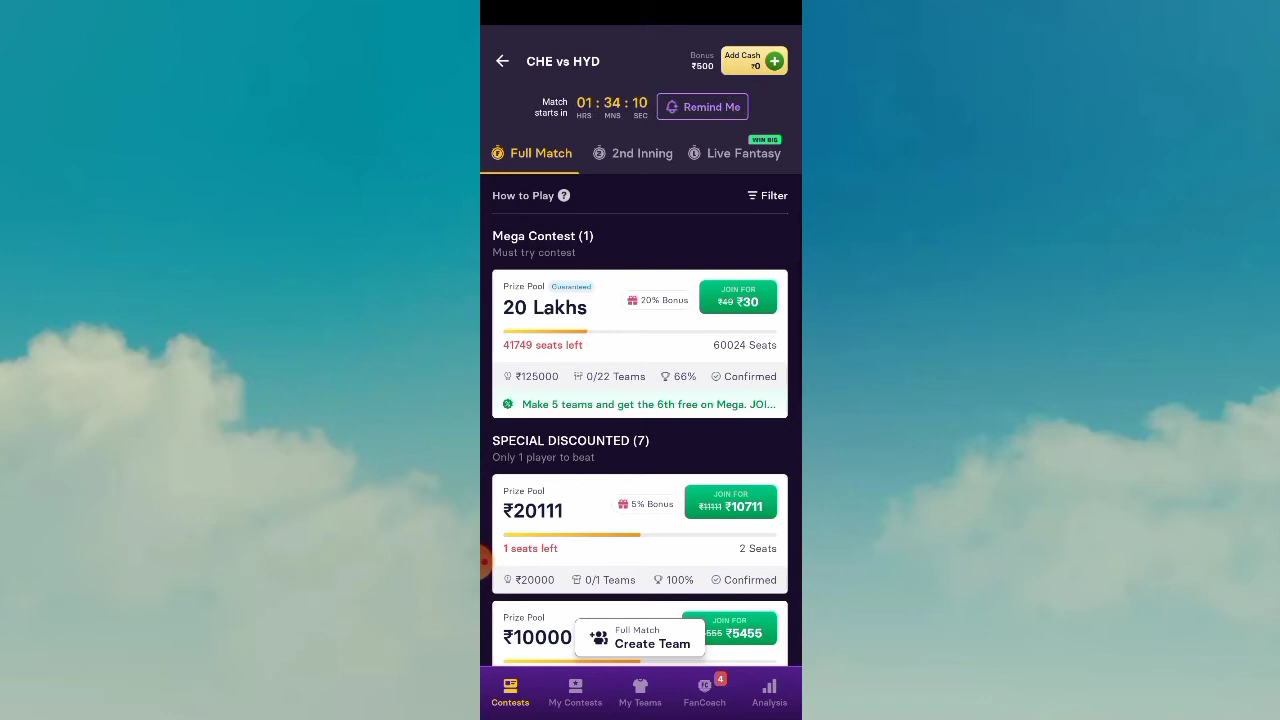 CHE vs HYD
Bonus
₹500
Add Cash
₹0
Match
starts in
01 : 34 : 10
HRS MNS SEC
Remind Me
WIN BIG
Full Match
2nd Inning
Live Fantasy
How to Play ?
Filter
Mega Contest (1)
Must try contest
Prize Pool Guaranteed
20 Lakhs
20% Bonus
JOIN FOR
₹49 ₹30
41749 seats left
60024 Seats
₹125000 0/22 Teams 66% Confirmed
Make 5 teams and get the 6th free on Mega. JOI...
SPECIAL DISCOUNTED (7)
Only 1 player to beat
Prize Pool
₹20111
5% Bonus
JOIN FOR
₹11111 ₹10711
1 seats left
2 Seats
₹20000 0/1 Teams 100% Confirmed
Prize Pool
₹10000
JOIN FOR
₹5455
Full Match
Create Team
4
Contests
My Contests
My Teams
FanCoach
Analysis